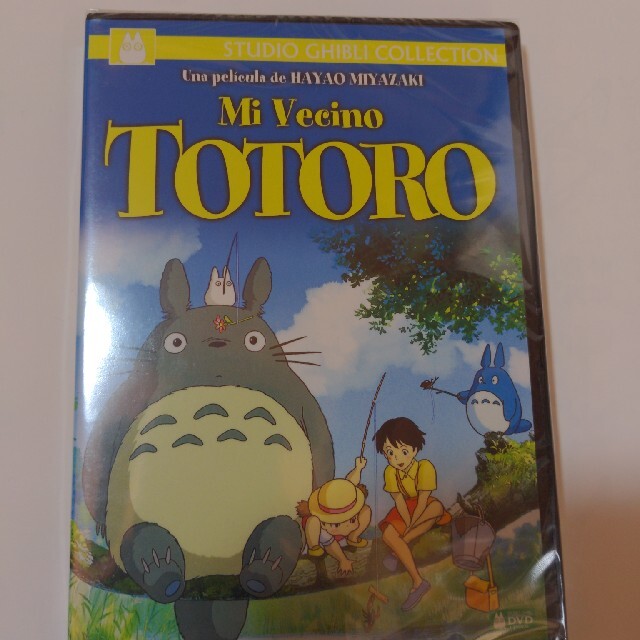 STUDIO GHIBLI COLLECTION
Una película de HAYAO MIYAZAKI
Mi Vecino
TOTORO
DVD